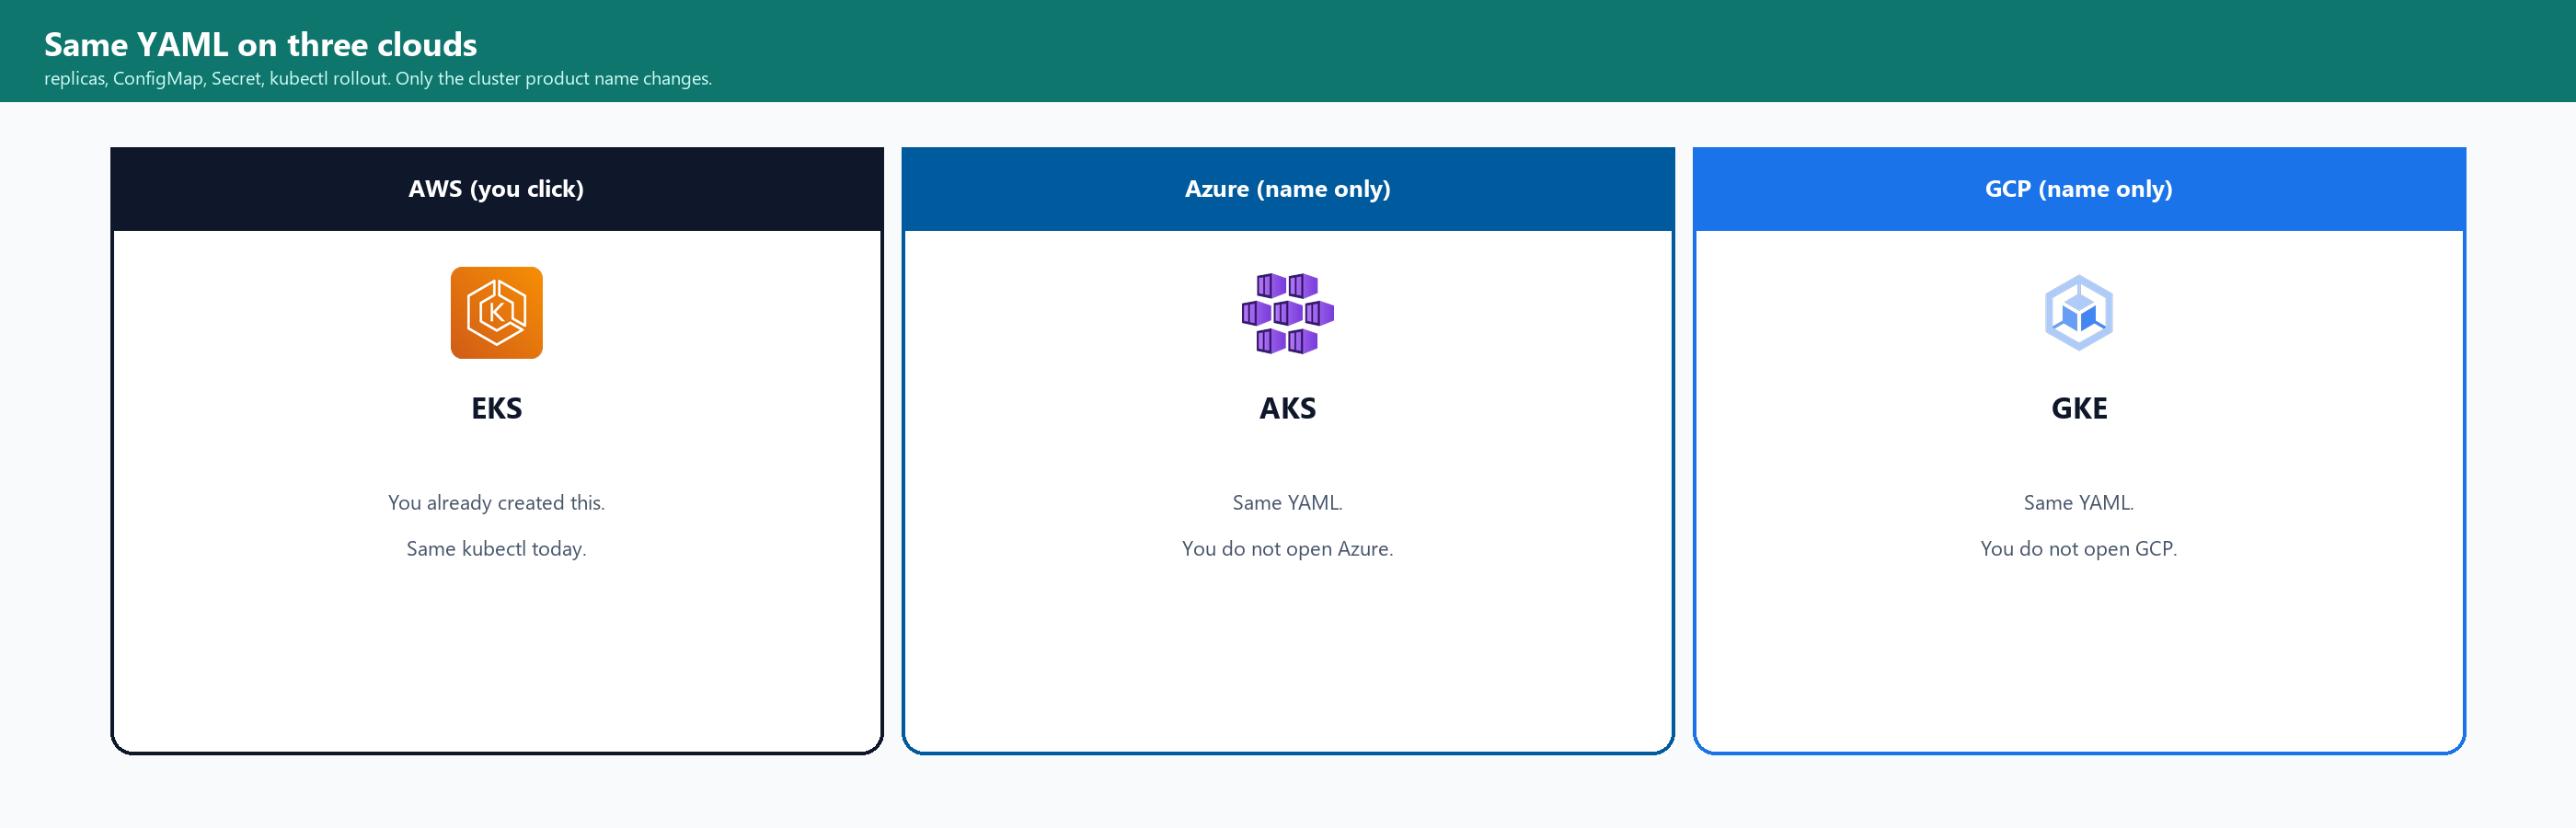 Same YAML on three clouds
replicas, ConfigMap, Secret, kubectl rollout. Only the cluster product name changes.
AWS (you click)
K
EKS
You already created this.
Same kubectl today.
Azure (name only)
AKS
Same YAML.
You do not open Azure.
GCP (name only)
GKE
Same YAML.
You do not open GCP.